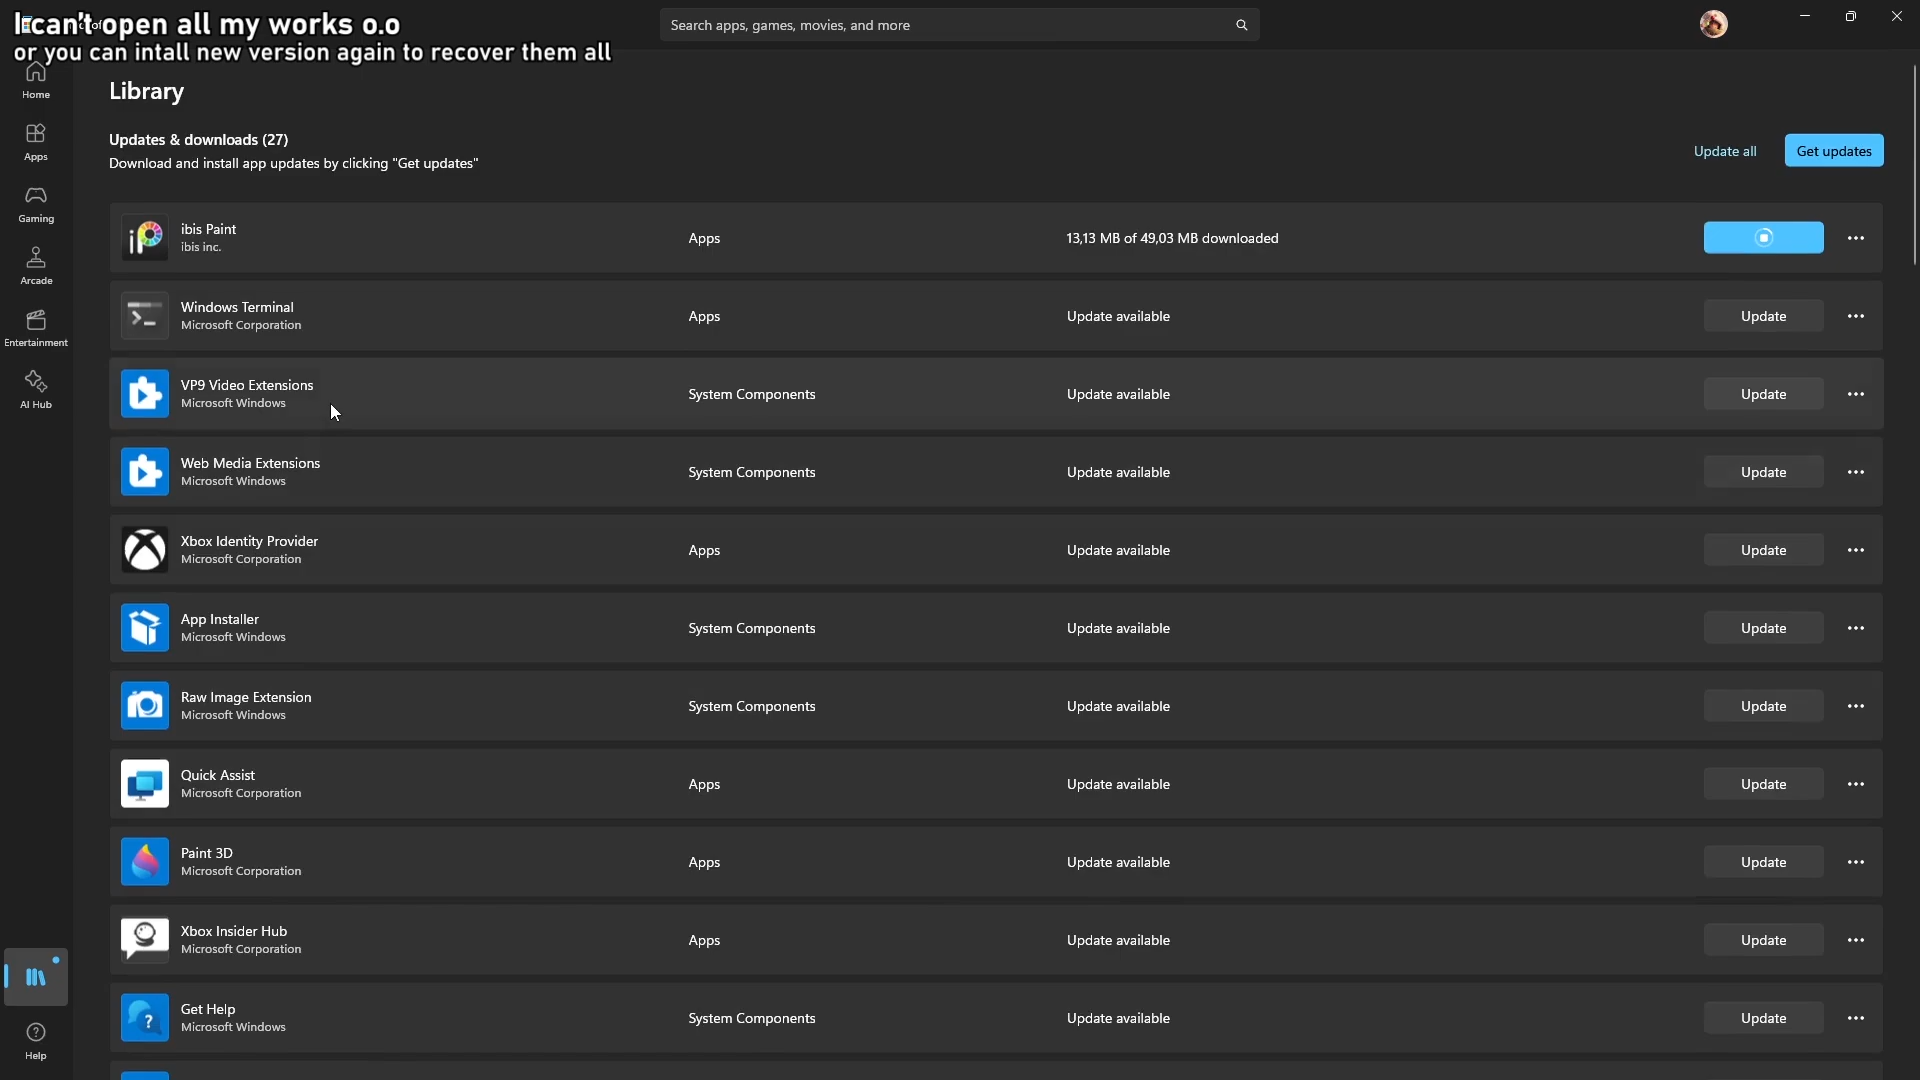 I can't open all my works o.o
or you can intall new version again to recover them all
Search apps, games, movies, and more
Home
Apps
Gaming
Arcade
Entertainment
AI Hub
Help
Library
Updates & downloads (27)
Download and install app updates by clicking "Get updates"
Update all
Get updates
ibis Paint
ibis inc.
Apps
13,13 MB of 49,03 MB downloaded
Windows Terminal
Microsoft Corporation
Apps
Update available
Update
VP9 Video Extensions
Microsoft Windows
System Components
Update available
Update
Web Media Extensions
Microsoft Windows
System Components
Update available
Update
Xbox Identity Provider
Microsoft Corporation
Apps
Update available
Update
App Installer
Microsoft Windows
System Components
Update available
Update
Raw Image Extension
Microsoft Windows
System Components
Update available
Update
Quick Assist
Microsoft Corporation
Apps
Update available
Update
Paint 3D
Microsoft Corporation
Apps
Update available
Update
Xbox Insider Hub
Microsoft Corporation
Apps
Update available
Update
Get Help
Microsoft Windows
System Components
Update available
Update